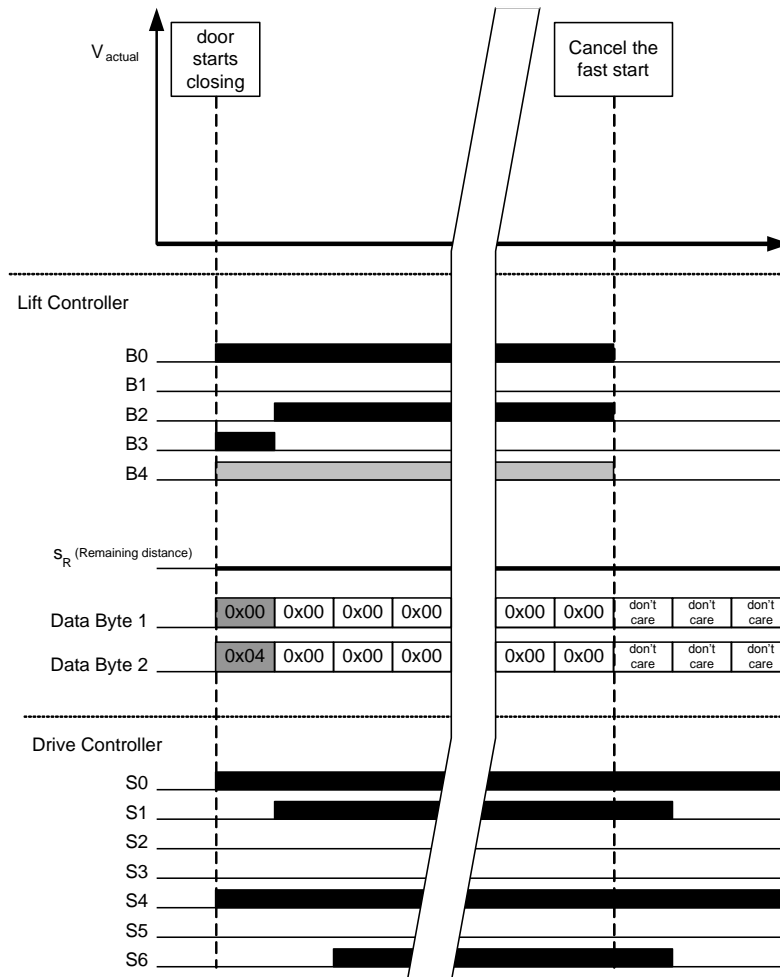 V actual
door
starts
closing
Cancel the
fast start
Lift Controller
B0
B1
B2
B3
B4
sR (Remaining distance)
Data Byte 1 0x00 0x00 0x00 0x00 0x00 0x00 don't care don't care don't care
Data Byte 2 0x04 0x00 0x00 0x00 0x00 0x00 don't care don't care don't care
Drive Controller
S0
S1
S2
S3
S4
S5
S6